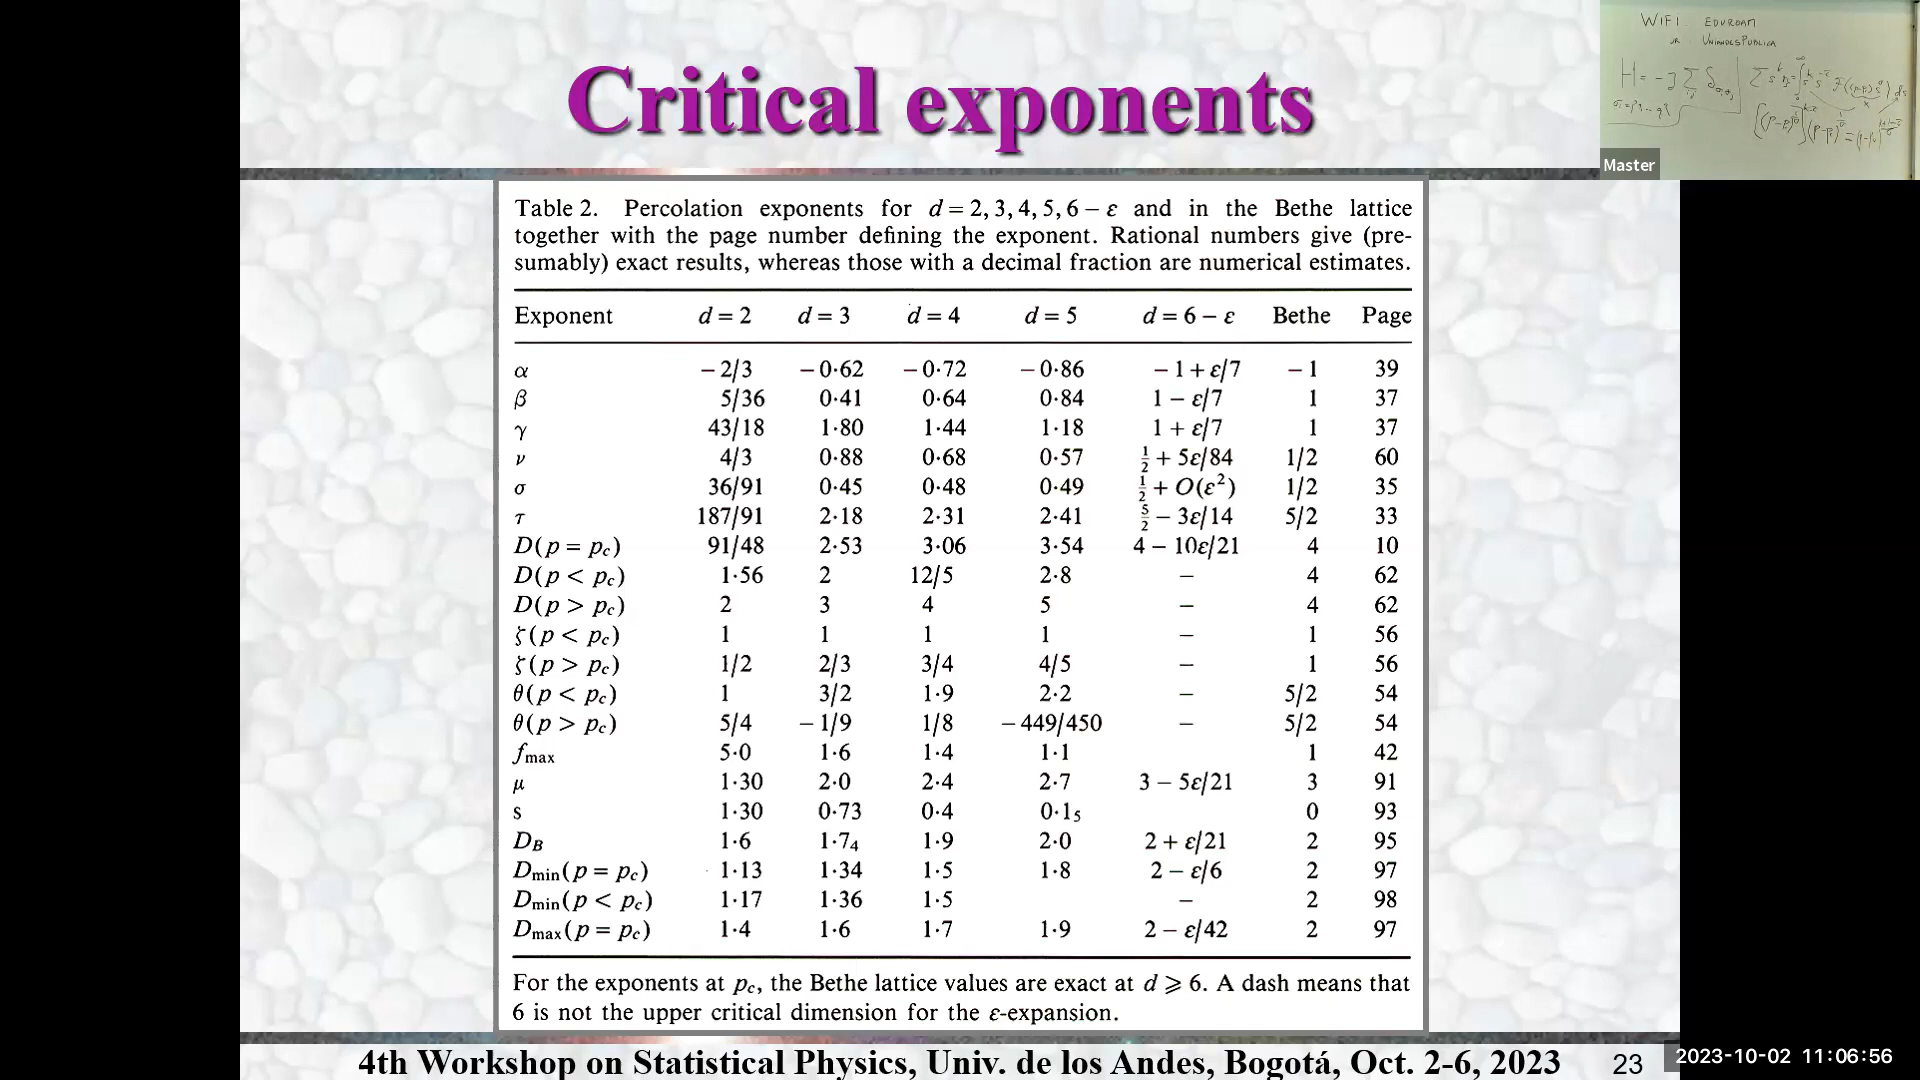 Critical exponents
WIFI EDUROAM
UNIANDESPUBLICA
Master
Table 2. Percolation exponents for d = 2, 3, 4, 5, 6 − ε and in the Bethe lattice
together with the page number defining the exponent. Rational numbers give (pre-
sumably) exact results, whereas those with a decimal fraction are numerical estimates.
Exponent d = 2 d = 3 d = 4 d = 5 d = 6 − ε Bethe Page
α −2/3 −0·62 −0·72 −0·86 −1 + ε/7 −1 39
β 5/36 0·41 0·64 0·84 1 − ε/7 1 37
γ 43/18 1·80 1·44 1·18 1 + ε/7 1 37
ν 4/3 0·88 0·68 0·57 ½ + 5ε/84 1/2 60
σ 36/91 0·45 0·48 0·49 ½ + O(ε²) 1/2 35
τ 187/91 2·18 2·31 2·41 5/2 − 3ε/14 5/2 33
D(p = pc) 91/48 2·53 3·06 3·54 4 − 10ε/21 4 10
D(p < pc) 1·56 2 12/5 2·8 – 4 62
D(p > pc) 2 3 4 5 – 4 62
ζ(p < pc) 1 1 1 1 – 1 56
ζ(p > pc) 1/2 2/3 3/4 4/5 – 1 56
θ(p < pc) 1 3/2 1·9 2·2 – 5/2 54
θ(p > pc) 5/4 −1/9 1/8 −449/450 – 5/2 54
fmax 5·0 1·6 1·4 1·1 1 42
μ 1·30 2·0 2·4 2·7 3 − 5ε/21 3 91
s 1·30 0·73 0·4 0·15 0 93
DB 1·6 1·74 1·9 2·0 2 + ε/21 2 95
Dmin(p = pc) 1·13 1·34 1·5 1·8 2 − ε/6 2 97
Dmin(p < pc) 1·17 1·36 1·5 – 2 98
Dmax(p = pc) 1·4 1·6 1·7 1·9 2 − ε/42 2 97
For the exponents at pc, the Bethe lattice values are exact at d ⩾ 6. A dash means that
6 is not the upper critical dimension for the ε-expansion.
4th Workshop on Statistical Physics, Univ. de los Andes, Bogotá, Oct. 2-6, 2023 23
2023-10-02 11:06:56